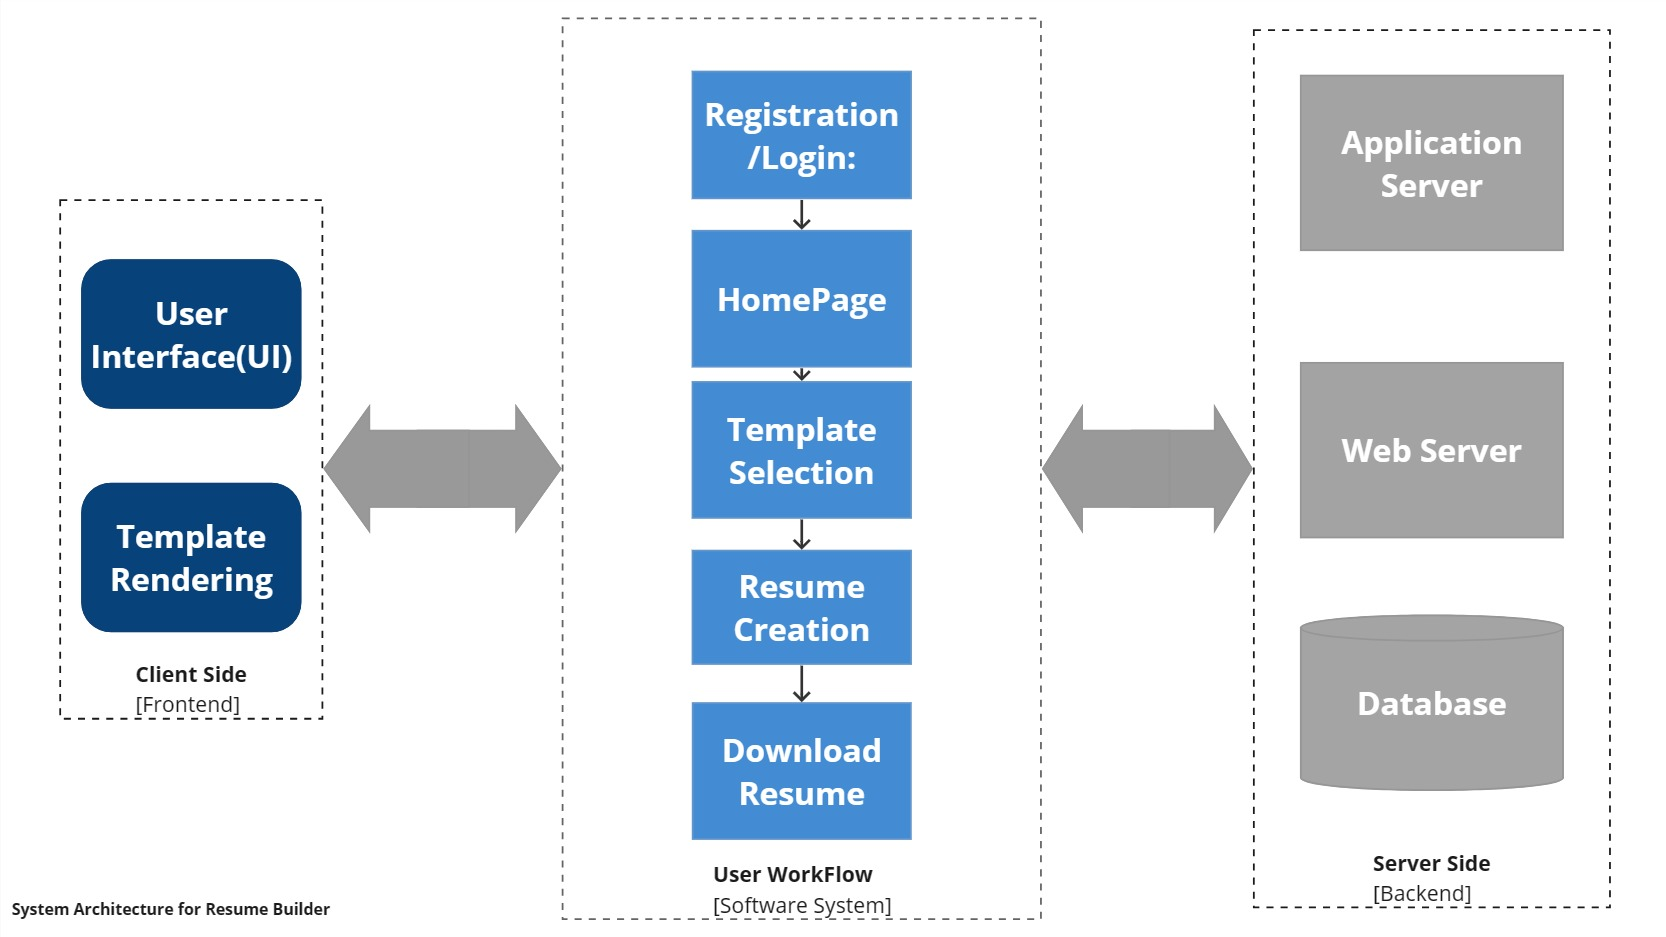 User
Interface(UI)
Template
Rendering
Client Side
[Frontend]
Registration
/Login:
HomePage
Template
Selection
Resume
Creation
Download
Resume
User WorkFlow
[Software System]
Application
Server
Web Server
Database
Server Side
[Backend]
System Architecture for Resume Builder